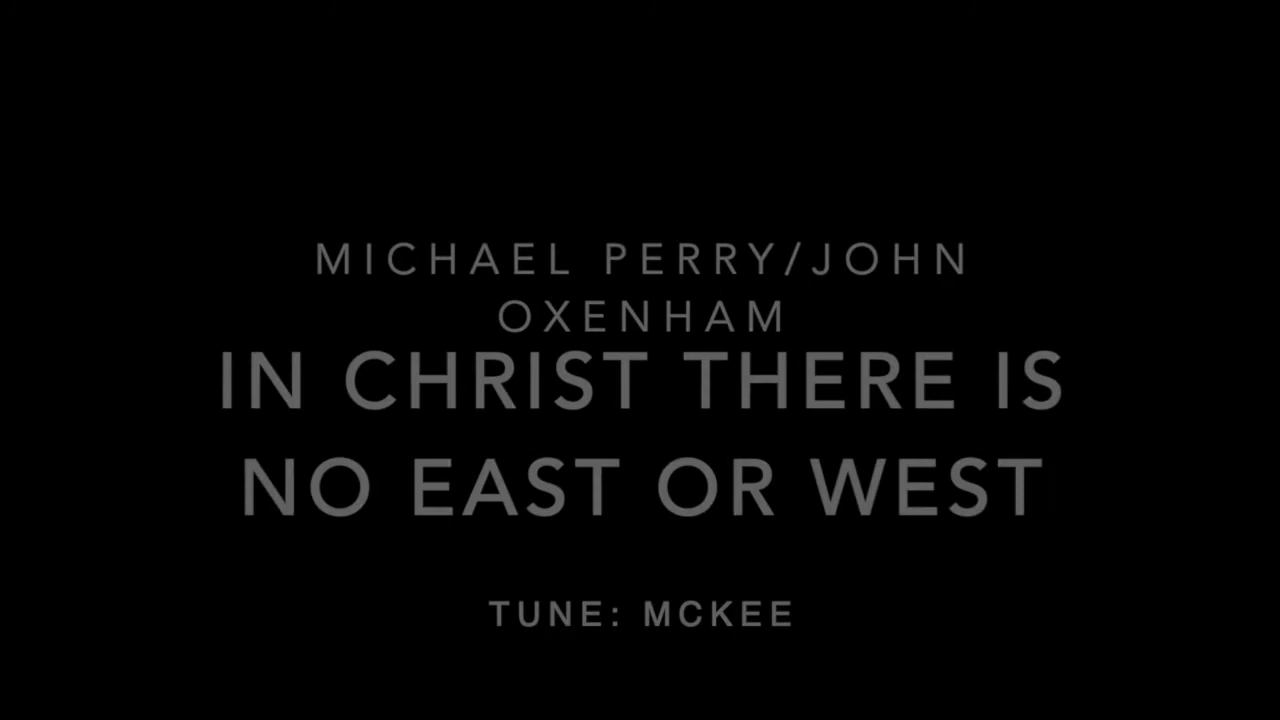 MICHAEL PERRY/JOHN
OXENHAM
IN CHRIST THERE IS
NO EAST OR WEST
TUNE: MCKEE